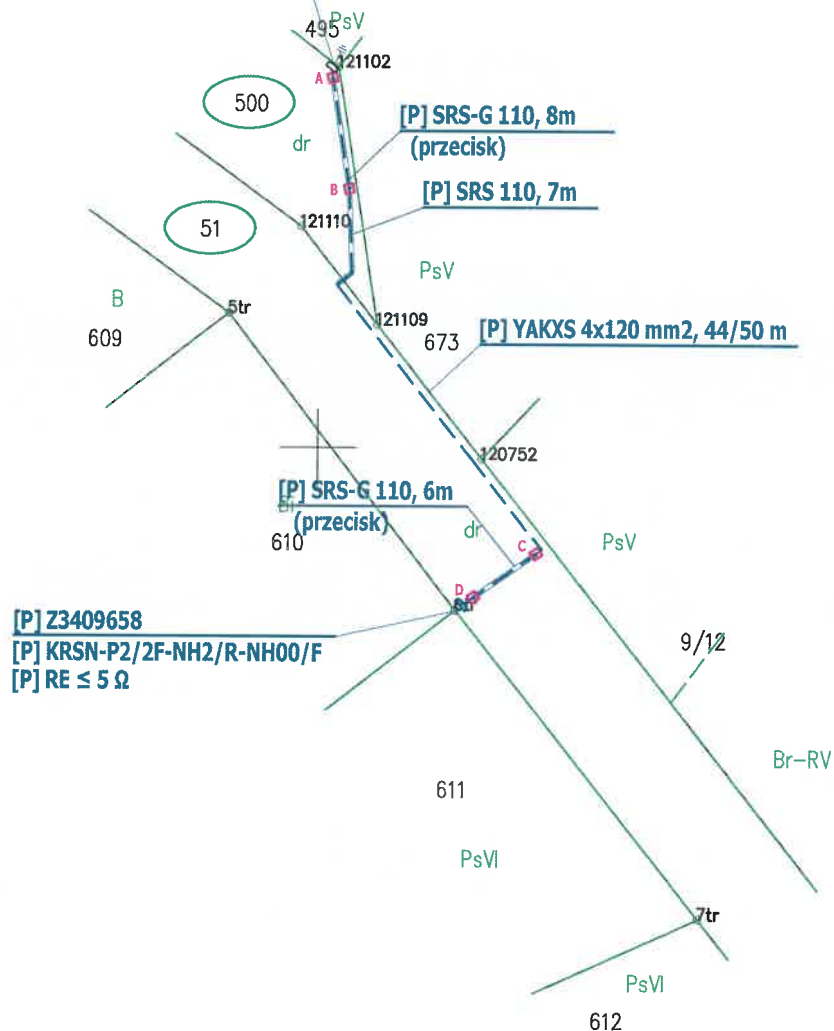 495
PsV
121102
A
500
[P] SRS-G 110, 8m
(przecisk)
dr
B
[P] SRS 110, 7m
51
121110
PsV
B
5tr
121109
609
673
[P] YAKXS 4x120 mm2, 44/50 m
120752
[P] SRS-G 110, 6m
(przecisk)
dr
610
C
PsV
D
[P] Z3409658
[P] KRSN-P2/2F-NH2/R-NH00/F
[P] RE ≤ 5 Ω
9/12
Br-RV
611
PsVI
7tr
PsVI
612